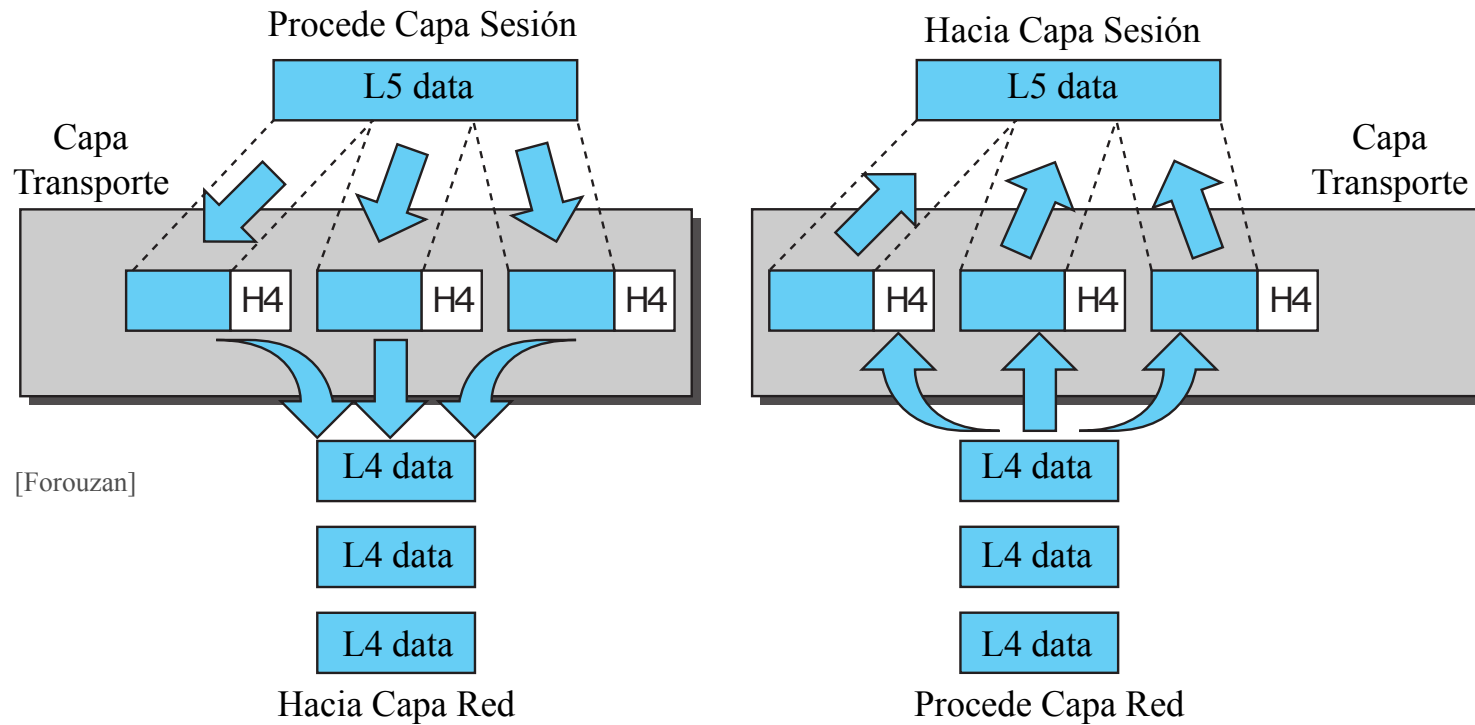 Procede Capa Sesión
L5 data
Capa
Transporte
H4
H4
H4
L4 data
[Forouzan]
L4 data
L4 data
Hacia Capa Red
Hacia Capa Sesión
L5 data
Capa
Transporte
H4
H4
H4
L4 data
L4 data
L4 data
Procede Capa Red